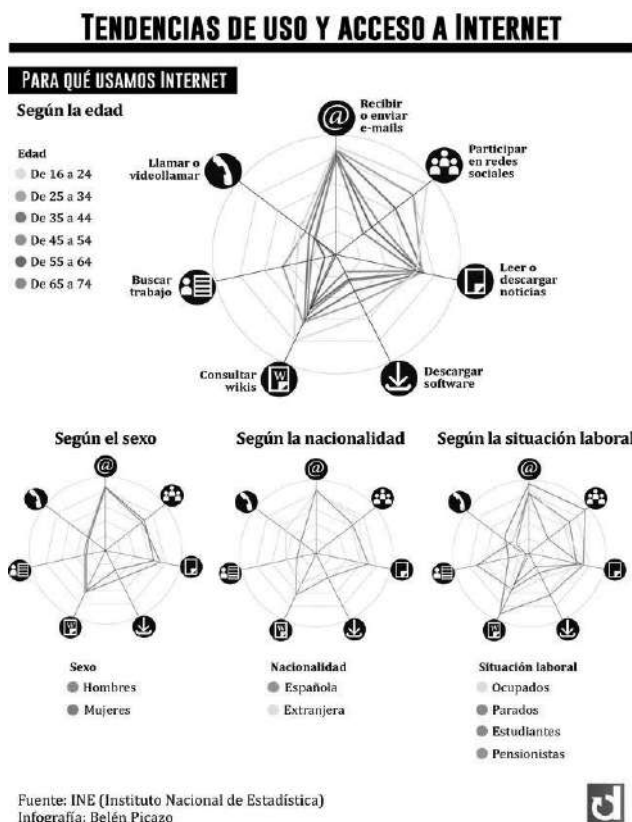 TENDENCIAS DE USO Y ACCESO A INTERNET
PARA QUÉ USAMOS INTERNET
Según la edad
Edad
De 16 a 24
De 25 a 34
De 35 a 44
De 45 a 54
De 55 a 64
De 65 a 74
@
Recibir
o enviar
e-mails
Participar
en redes
sociales
Leer o
descargar
noticias
Descargar
software
Consultar
wikis
W
Buscar
trabajo
Llamar o
videollamar
Según el sexo
@
W
Sexo
Hombres
Mujeres
Según la nacionalidad
@
W
Nacionalidad
Española
Extranjera
Según la situación laboral
@
W
Situación laboral
Ocupados
Parados
Estudiantes
Pensionistas
Fuente: INE (Instituto Nacional de Estadística)
Infografía: Belén Picazo
d